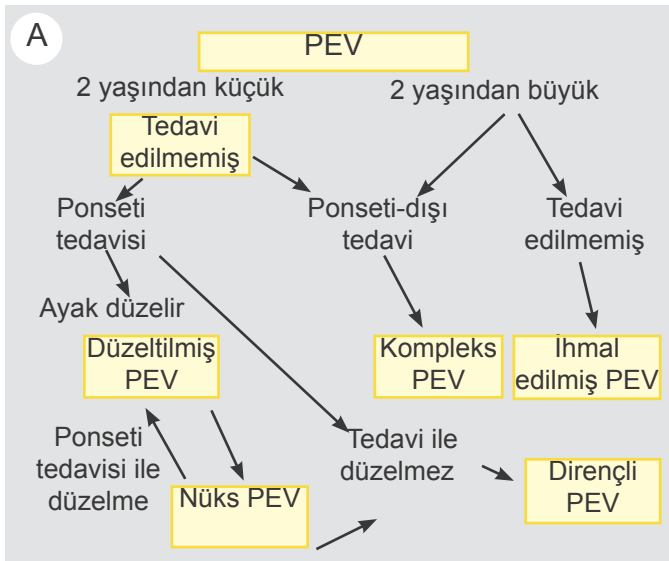 A
PEV
2 yaşından küçük
2 yaşından büyük
Tedavi
edilmemiş
Ponseti
tedavisi
Ponseti-dışı
tedavi
Tedavi
edilmemiş
Ayak düzelir
Düzeltilmiş
PEV
Kompleks
PEV
İhmal
edilmiş PEV
Ponseti
tedavisi ile
düzelme
Tedavi ile
düzelmez
Nüks PEV
Dirençli
PEV